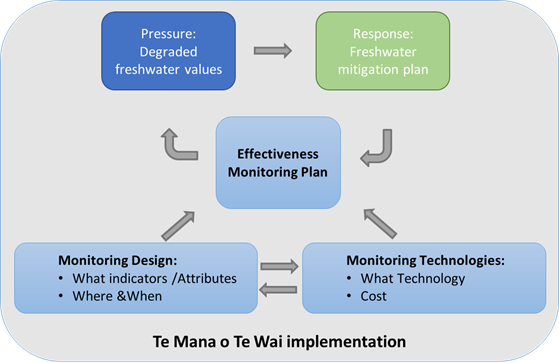 Pressure:
Degraded
freshwater values
Response:
Freshwater
mitigation plan
Effectiveness
Monitoring Plan
Monitoring Design:
• What indicators /Attributes
• Where &When
Monitoring Technologies:
• What Technology
• Cost
Te Mana o Te Wai implementation